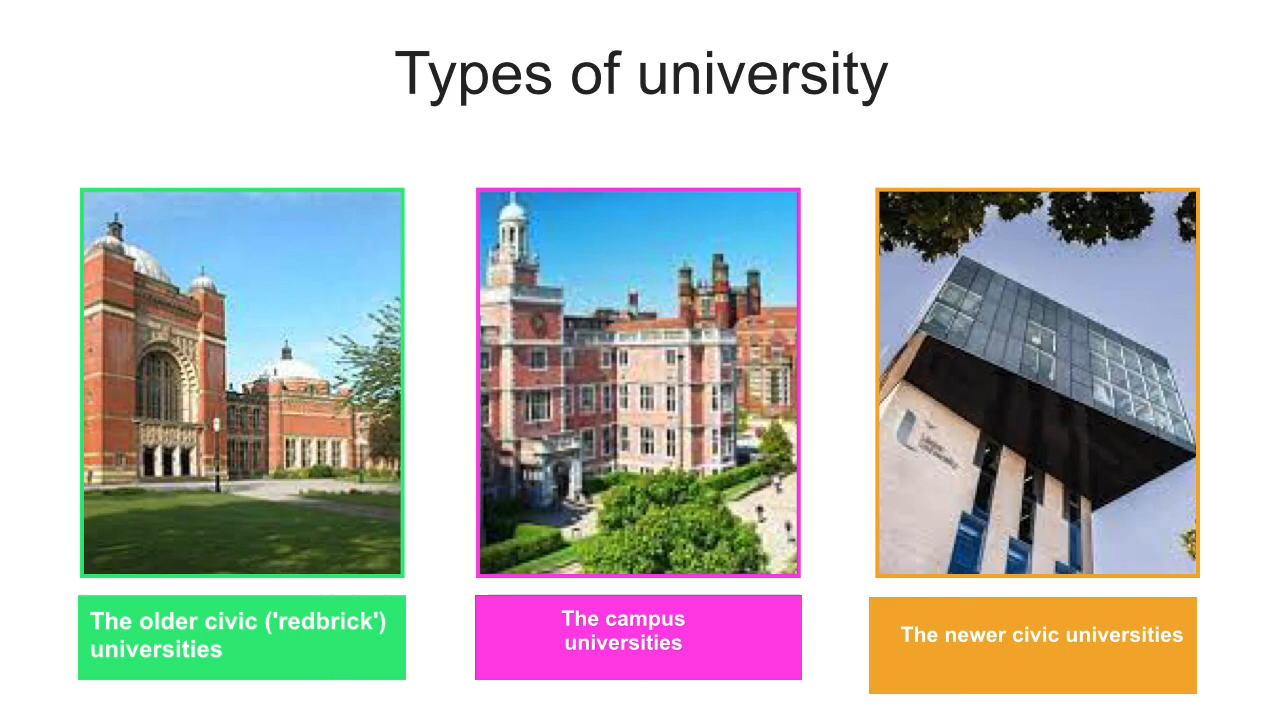 Types of university
The older civic ('redbrick')
universities
The campus
universities
The newer civic universities